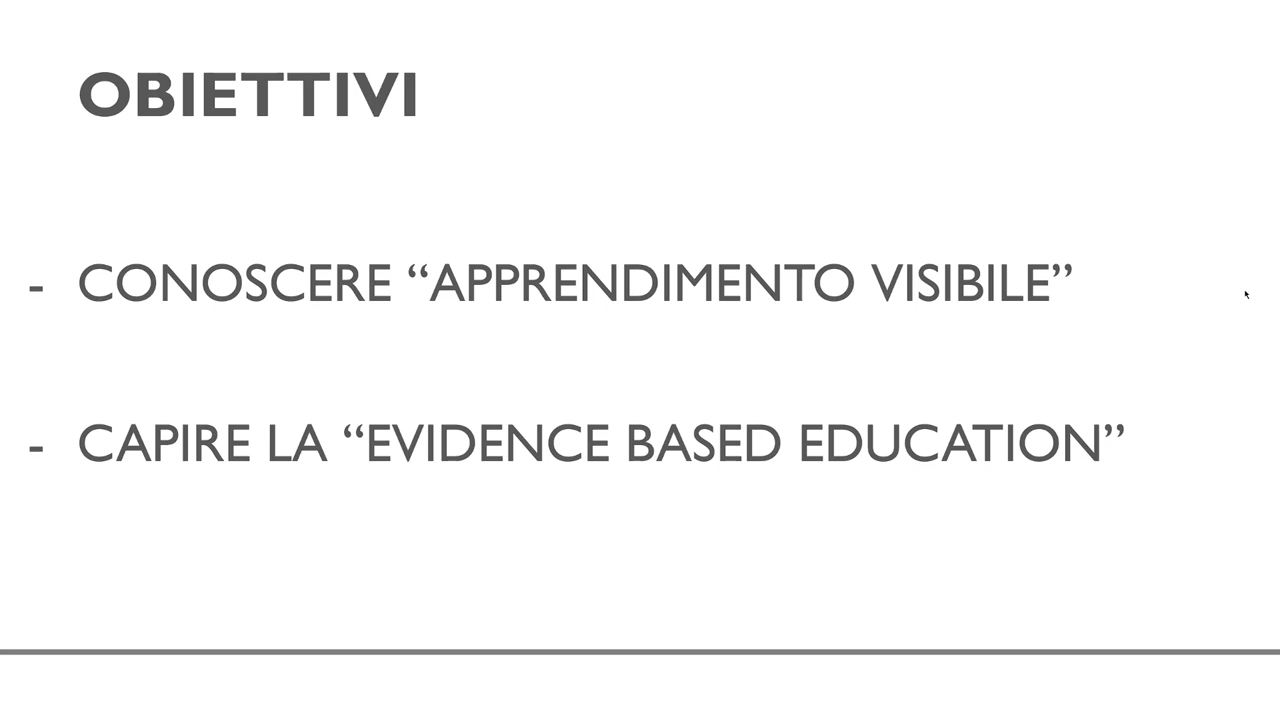 OBIETTIVI
- CONOSCERE “APPRENDIMENTO VISIBILE”
- CAPIRE LA “EVIDENCE BASED EDUCATION”